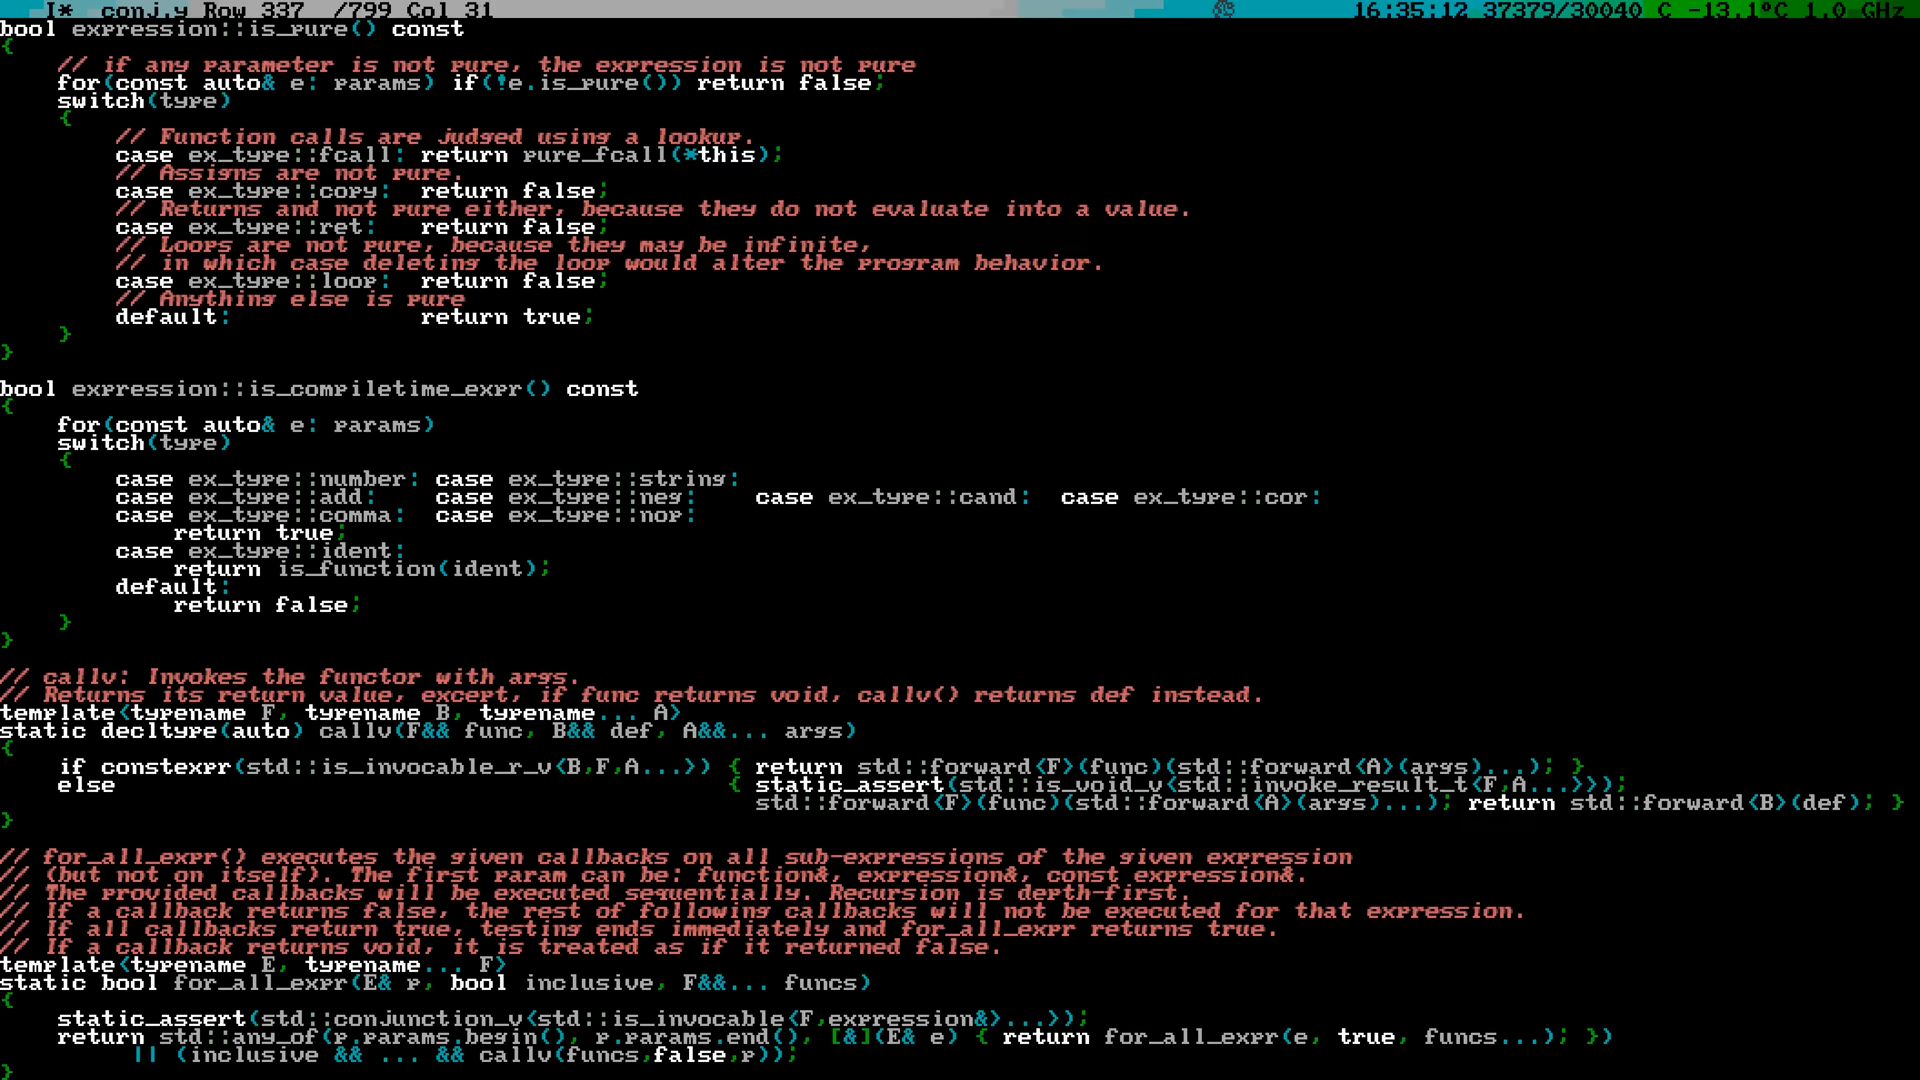 I*  conj.y Row 337  /799 Col 31 16:35:12 37379/30040 C -13.1°C 1.0 GHz
bool expression::is_pure() const
{
    // if any parameter is not pure, the expression is not pure
    for(const auto& e: params) if(!e.is_pure()) return false;
    switch(type)
    {
        // Function calls are judged using a lookup.
        case ex_type::fcall: return pure_fcall(*this);
        // Assigns are not pure.
        case ex_type::copy:  return false;
        // Returns and not pure either, because they do not evaluate into a value.
        case ex_type::ret:   return false;
        // Loops are not pure, because they may be infinite,
        // in which case deleting the loop would alter the program behavior.
        case ex_type::loop:  return false;
        // Anything else is pure
        default:             return true;
    }
}
bool expression::is_compiletime_expr() const
{
    for(const auto& e: params)
    switch(type)
    {
        case ex_type::number: case ex_type::string:
        case ex_type::add:    case ex_type::neg:    case ex_type::cand:  case ex_type::cor:
        case ex_type::comma:  case ex_type::nop:
            return true;
        case ex_type::ident:
            return is_function(ident);
        default:
            return false;
    }
}
// callv: Invokes the functor with args.
// Returns its return value, except, if func returns void, callv() returns def instead.
template<typename F, typename B, typename... A>
static decltype(auto) callv(F&& func, B&& def, A&&... args)
{
    if constexpr(std::is_invocable_r_v<B,F,A...>) { return std::forward<F>(func)(std::forward<A>(args)...); }
    else                                          { static_assert(std::is_void_v<std::invoke_result_t<F,A...>>);
                                                    std::forward<F>(func)(std::forward<A>(args)...); return std::forward<B>(def); }
}
// for_all_expr() executes the given callbacks on all sub-expressions of the given expression
// (but not on itself). The first param can be: function&, expression&, const expression&.
// The provided callbacks will be executed sequentially. Recursion is depth-first.
// If a callback returns false, the rest of following callbacks will not be executed for that expression.
// If all callbacks return true, testing ends immediately and for_all_expr returns true.
// If a callback returns void, it is treated as if it returned false.
template<typename E, typename... F>
static bool for_all_expr(E& p, bool inclusive, F&&... funcs)
{
    static_assert(std::conjunction_v<std::is_invocable<F,expression&>...>);
    return std::any_of(p.params.begin(), p.params.end(), [&](E& e) { return for_all_expr(e, true, funcs...); })
         || (inclusive && ... && callv(funcs,false,p));
}